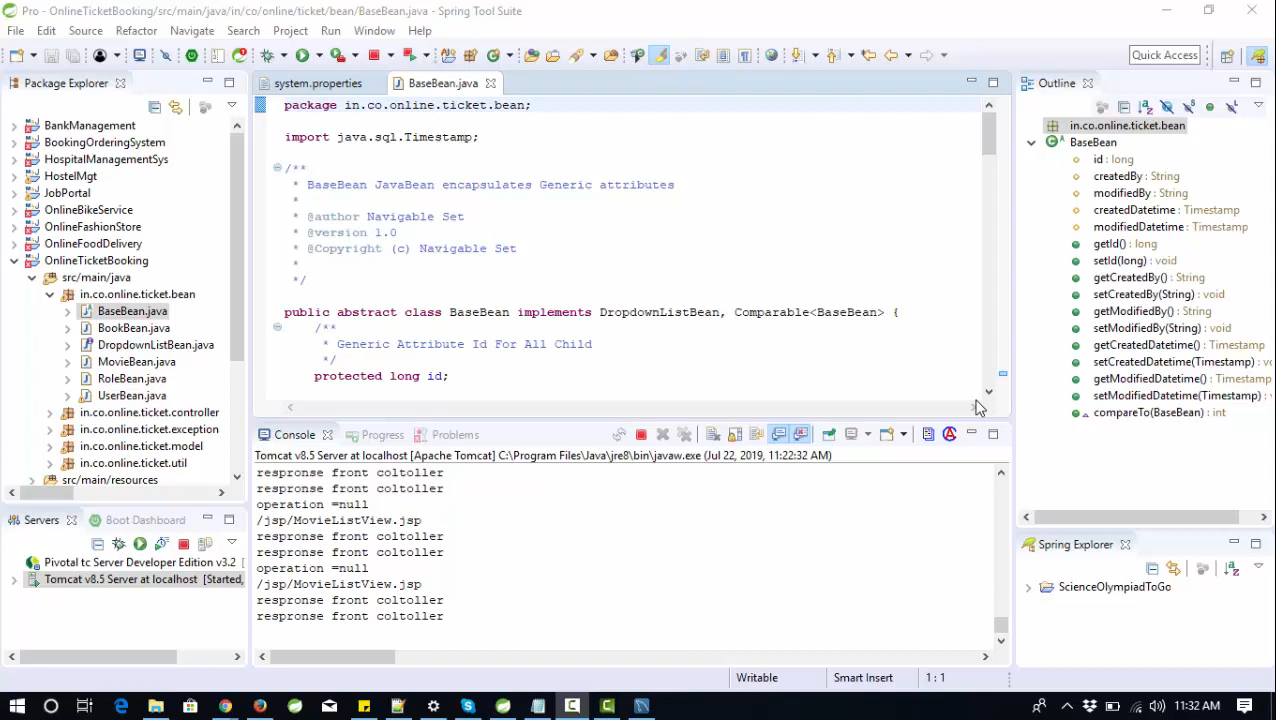 Pro - OnlineTicketBooking/src/main/java/in/co/online/ticket/bean/BaseBean.java - Spring Tool Suite
File Edit Source Refactor Navigate Search Project Run Window Help
Quick Access
Package Explorer
BankManagement
BookingOrderingSystem
HospitalManagementSys
HostelMgt
JobPortal
OnlineBikeService
OnlineFashionStore
OnlineFoodDelivery
OnlineTicketBooking
src/main/java
in.co.online.ticket.bean
BaseBean.java
BookBean.java
DropdownListBean.java
MovieBean.java
RoleBean.java
UserBean.java
in.co.online.ticket.controller
in.co.online.ticket.exception
in.co.online.ticket.model
in.co.online.ticket.util
src/main/resources
Servers
Boot Dashboard
Pivotal tc Server Developer Edition v3.2 [
Tomcat v8.5 Server at localhost [Started,
system.properties
BaseBean.java
package in.co.online.ticket.bean;
import java.sql.Timestamp;
/**
* BaseBean JavaBean encapsulates Generic attributes
*
* @author Navigable Set
* @version 1.0
* @Copyright (c) Navigable Set
*
*/
public abstract class BaseBean implements DropdownListBean, Comparable<BaseBean> {
/**
* Generic Attribute Id For All Child
*/
protected long id;
Console
Progress
Problems
Tomcat v8.5 Server at localhost [Apache Tomcat] C:\Program Files\Java\jre8\bin\javaw.exe (Jul 22, 2019, 11:22:32 AM)
respronse front coltoller
respronse front coltoller
operation =null
/jsp/MovieListView.jsp
respronse front coltoller
respronse front coltoller
operation =null
/jsp/MovieListView.jsp
respronse front coltoller
respronse front coltoller
Outline
in.co.online.ticket.bean
BaseBean
id : long
createdBy : String
modifiedBy : String
createdDatetime : Timestamp
modifiedDatetime : Timestamp
getId() : long
setId(long) : void
getCreatedBy() : String
setCreatedBy(String) : void
getModifiedBy() : String
setModifiedBy(String) : void
getCreatedDatetime() : Timestamp
setCreatedDatetime(Timestamp) : void
getModifiedDatetime() : Timestamp
setModifiedDatetime(Timestamp) :
compareTo(BaseBean) : int
Spring Explorer
ScienceOlympiadToGo
Writable
Smart Insert
1 : 1
11:32 AM